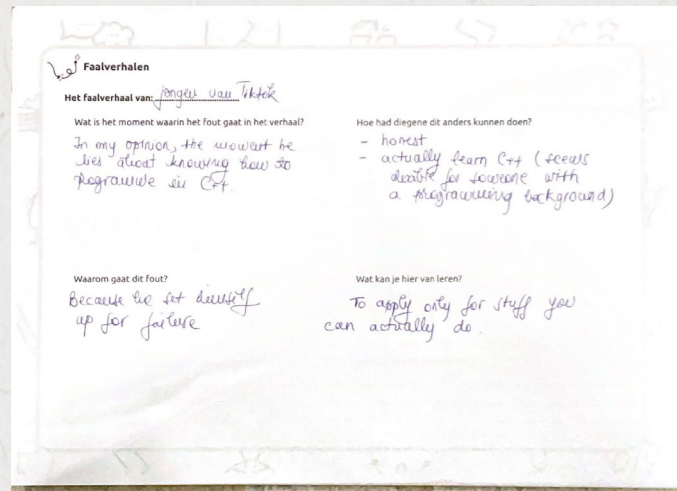 Faalverhalen
Het faalverhaal van: jongen van Tiktok
Wat is het moment waarin het fout gaat in het verhaal?
In my opinion, the moment he
lies about knowing how to
programme in C++.
Hoe had diegene dit anders kunnen doen?
- honest
- actually learn C++ (seems
doable for someone with
a programming background)
Waarom gaat dit fout?
Because he set himself
up for failure
Wat kan je hier van leren?
To apply only for stuff you
can actually do.